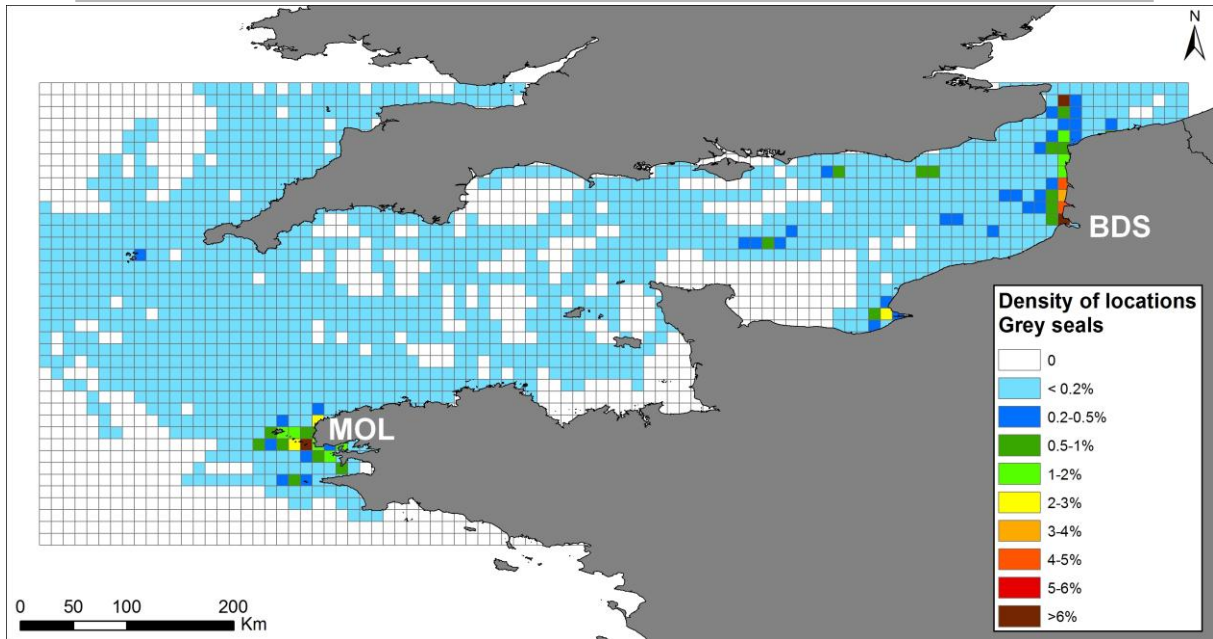 N
BDS
MOL
Density of locations
Grey seals
0
< 0.2%
0.2-0.5%
0.5-1%
1-2%
2-3%
3-4%
4-5%
5-6%
>6%
0 50 100 200
Km